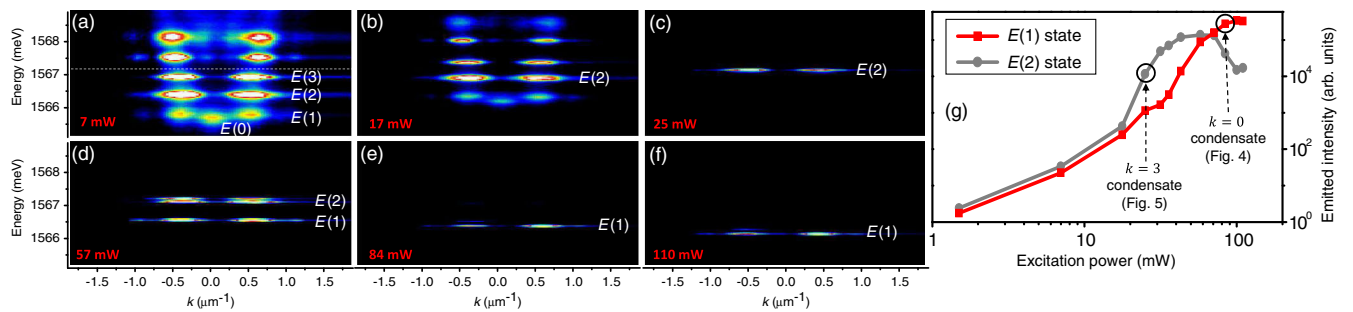 (a)
E(3)
E(2)
E(1)
E(0)
7 mW
(b)
E(2)
17 mW
(c)
E(2)
25 mW
(d)
E(2)
E(1)
57 mW
(e)
E(1)
84 mW
(f)
E(1)
110 mW
Energy (meV)
1568
1567
1566
Energy (meV)
1568
1567
1566
-1.5 -1.0 -0.5 0.0 0.5 1.0 1.5
k (μm⁻¹)
-1.5 -1.0 -0.5 0.0 0.5 1.0 1.5
k (μm⁻¹)
-1.5 -1.0 -0.5 0.0 0.5 1.0 1.5
k (μm⁻¹)
E(1) state
E(2) state
(g)
k = 3
condensate
(Fig. 5)
k = 0
condensate
(Fig. 4)
10⁴
10²
10⁰
Emitted intensity (arb. units)
1 10 100
Excitation power (mW)